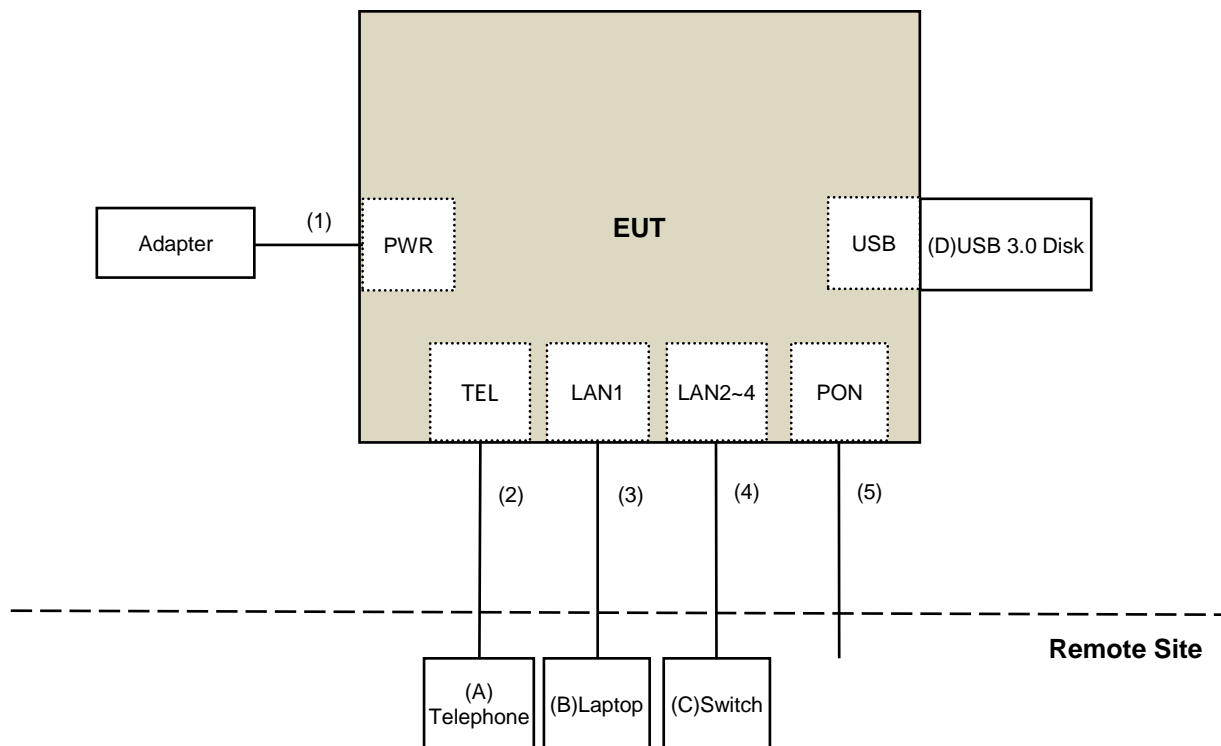 (1)
Adapter
PWR
EUT
USB
(D)USB 3.0 Disk
TEL
LAN1
LAN2~4
PON
(2)
(3)
(4)
(5)
Remote Site
(A)
Telephone
(B)Laptop
(C)Switch